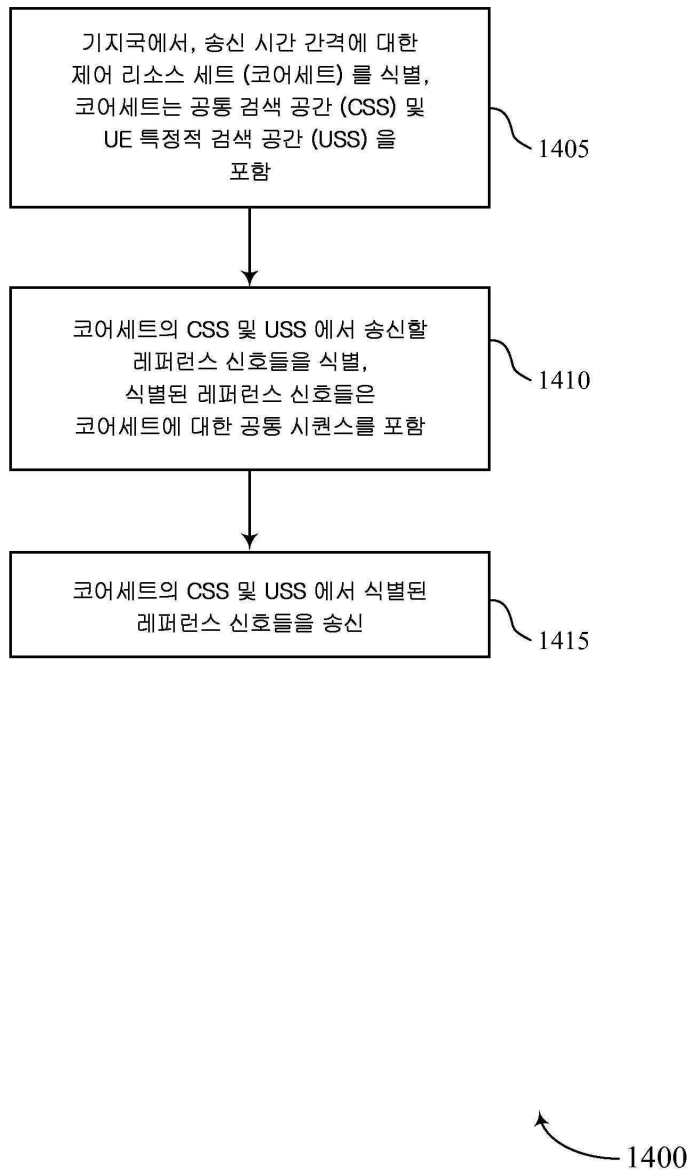 기지국에서, 송신 시간 간격에 대한
제어 리소스 세트 (코어세트) 를 식별,
코어세트는 공통 검색 공간 (CSS) 및
UE 특정적 검색 공간 (USS) 을
포함
1405
코어세트의 CSS 및 USS 에서 송신할
레퍼런스 신호들을 식별,
식별된 레퍼런스 신호들은
코어세트에 대한 공통 시퀀스를 포함
1410
코어세트의 CSS 및 USS 에서 식별된
레퍼런스 신호들을 송신
1415
1400